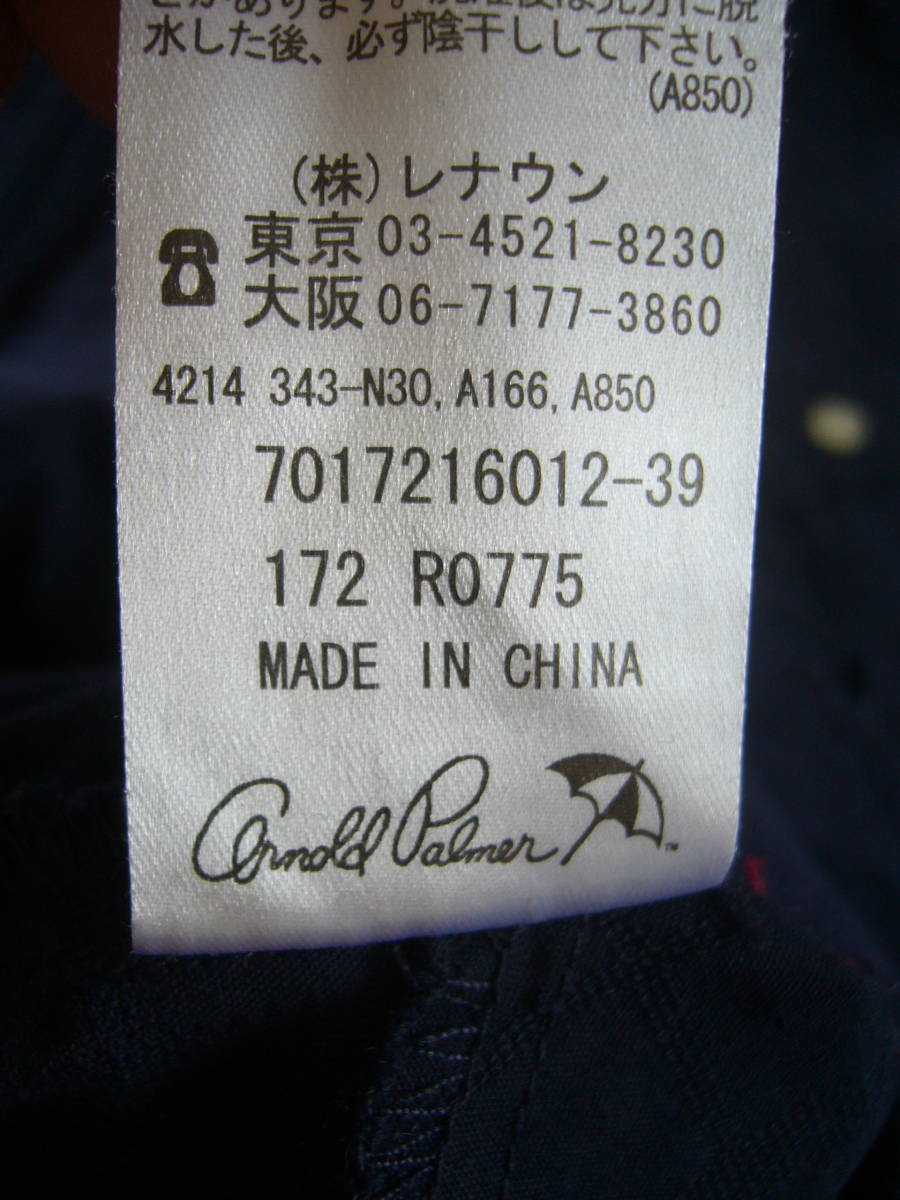 水した後、必ず陰干しして下さい。
(A850)
(株)レナウン
東京 03-4521-8230
大阪 06-7177-3860
4214 343-N30, A166, A850
7017216012-39
172 R0775
MADE IN CHINA
Arnold Palmer ™